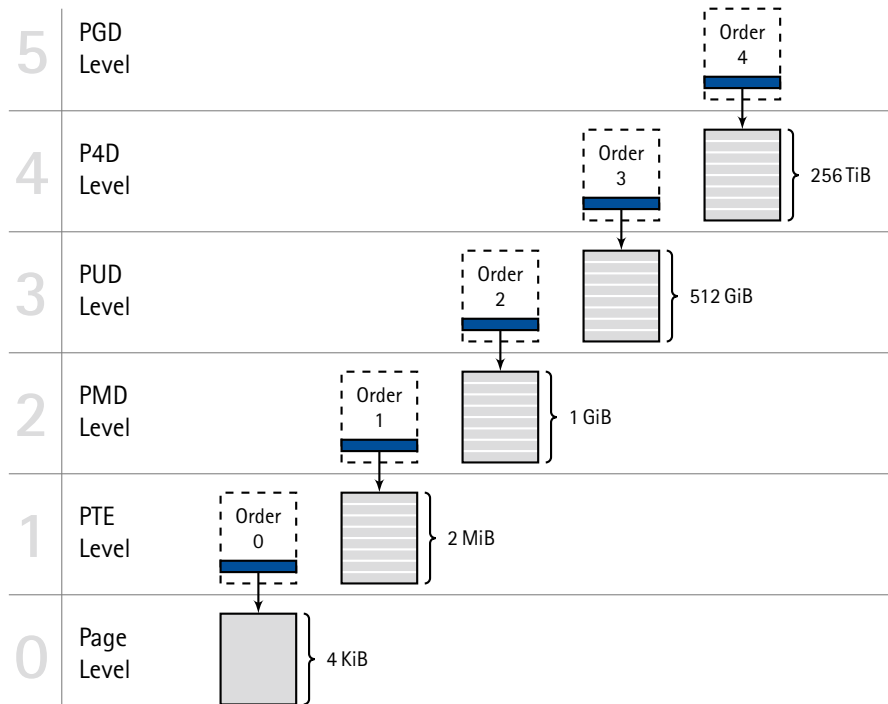 5
PGD
Level
Order
4
4
P4D
Level
Order
3
256 TiB
3
PUD
Level
Order
2
512 GiB
2
PMD
Level
Order
1
1 GiB
1
PTE
Level
Order
0
2 MiB
0
Page
Level
4 KiB